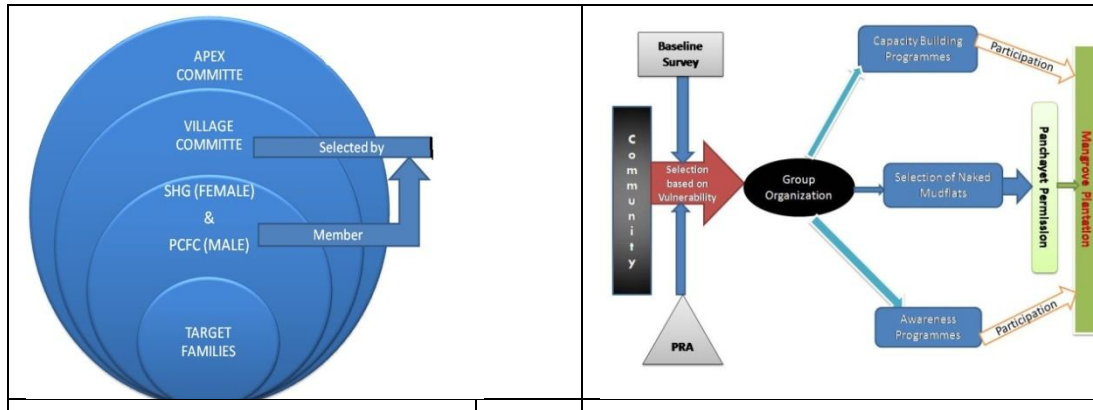 APEX
COMMITTE
VILLAGE
COMMITTE
Selected by
SHG (FEMALE)
&
PCFC (MALE)
Member
TARGET
FAMILIES
Baseline
Survey
Community
Selection
based on
Vulnerability
PRA
Group
Organization
Capacity Building
Programmes
Participation
Selection of Naked
Mudflats
Panchayet Permission
Awareness
Programmes
Participation
Mangrove Plantation